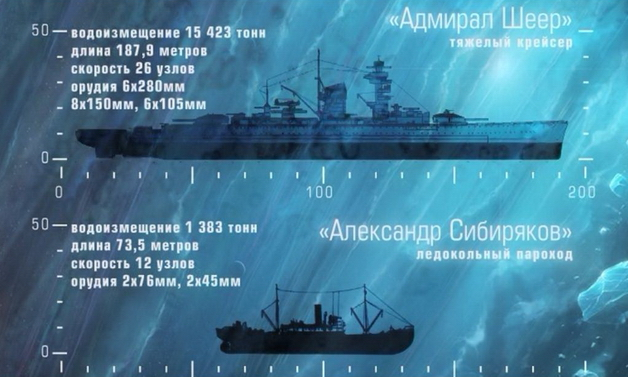 50
«Адмирал Шеер»
тяжелый крейсер
водоизмещение 15 423 тонн
длина 187,9 метров
скорость 26 узлов
орудия 6х280мм
8х150мм, 6х105мм
0
0 100 200
50
«Александр Сибиряков»
ледокольный пароход
водоизмещение 1 383 тонн
длина 73,5 метров
скорость 12 узлов
орудия 2х76мм, 2х45мм
0